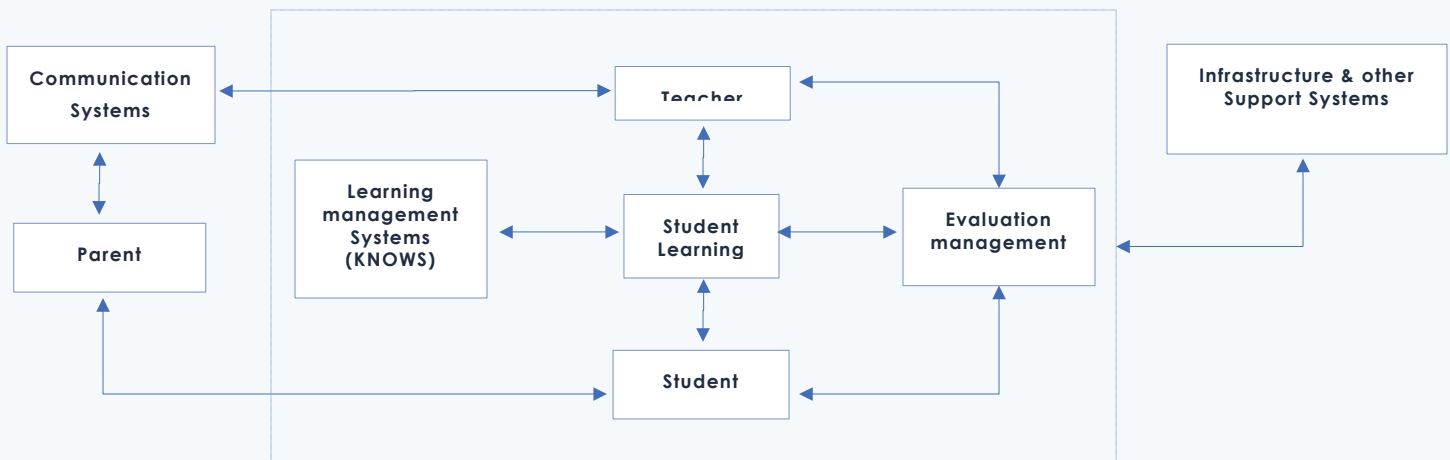 Communication
Systems
Teacher
Infrastructure & other
Support Systems
Learning
management
Systems
(KNOWS)
Student
Learning
Evaluation
management
Parent
Student